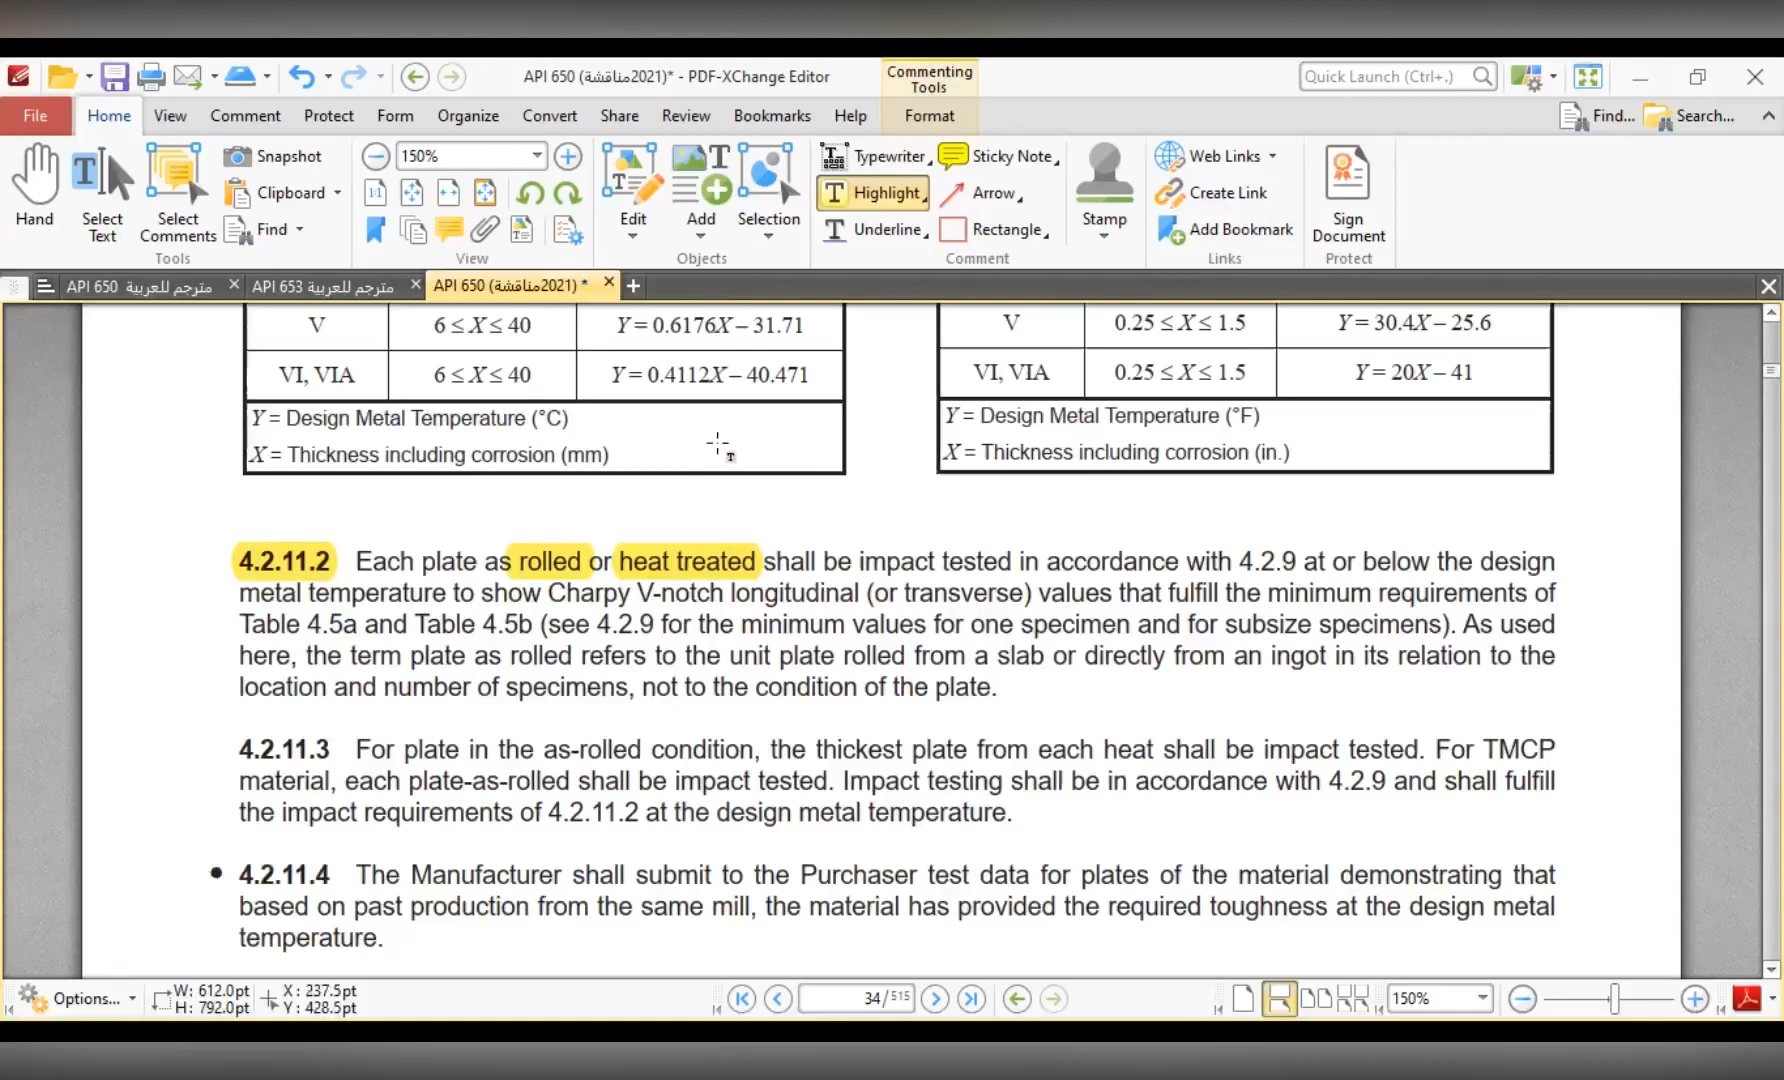 API 650 (2021مناقشة)* - PDF-XChange Editor
Commenting Tools
Quick Launch (Ctrl+.)
File Home View Comment Protect Form Organize Convert Share Review Bookmarks Help Format
Find... Search...
Hand
Select Text
Select Comments
Snapshot
Clipboard
Find
Tools
150%
1:1
View
Edit
Add
Selection
Objects
Typewriter
Sticky Note
Highlight
Arrow
Underline
Rectangle
Stamp
Comment
Web Links
Create Link
Add Bookmark
Links
Sign Document
Protect
API 650 مترجم للعربية
API 653 مترجم للعربية
API 650 (2021مناقشة) *
V 6 ≤ X ≤ 40 Y = 0.6176X – 31.71
VI, VIA 6 ≤ X ≤ 40 Y = 0.4112X – 40.471
Y = Design Metal Temperature (°C)
X = Thickness including corrosion (mm)
V 0.25 ≤ X ≤ 1.5 Y = 30.4X – 25.6
VI, VIA 0.25 ≤ X ≤ 1.5 Y = 20X – 41
Y = Design Metal Temperature (°F)
X = Thickness including corrosion (in.)
4.2.11.2 Each plate as rolled or heat treated shall be impact tested in accordance with 4.2.9 at or below the design
metal temperature to show Charpy V-notch longitudinal (or transverse) values that fulfill the minimum requirements of
Table 4.5a and Table 4.5b (see 4.2.9 for the minimum values for one specimen and for subsize specimens). As used
here, the term plate as rolled refers to the unit plate rolled from a slab or directly from an ingot in its relation to the
location and number of specimens, not to the condition of the plate.
4.2.11.3 For plate in the as-rolled condition, the thickest plate from each heat shall be impact tested. For TMCP
material, each plate-as-rolled shall be impact tested. Impact testing shall be in accordance with 4.2.9 and shall fulfill
the impact requirements of 4.2.11.2 at the design metal temperature.
• 4.2.11.4 The Manufacturer shall submit to the Purchaser test data for plates of the material demonstrating that
based on past production from the same mill, the material has provided the required toughness at the design metal
temperature.
Options...
W: 612.0pt
H: 792.0pt
X: 237.5pt
Y: 428.5pt
34/515
150%